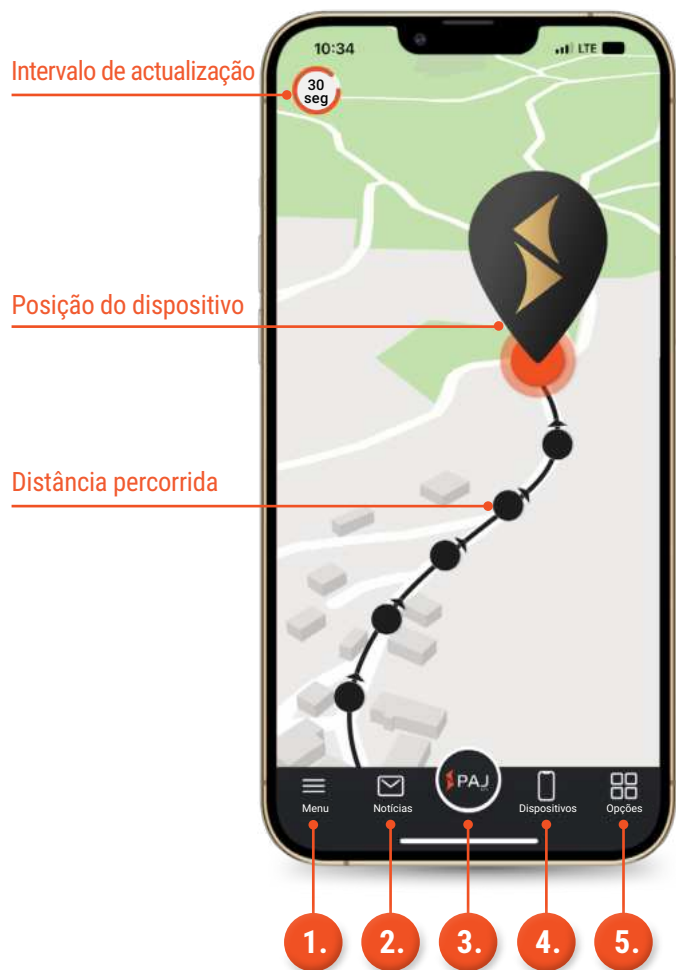 10:34
LTE
Intervalo de actualização
30
seg
Posição do dispositivo
Distância percorrida
PAJ
Menu
Notícias
Dispositivos
Opções
1.
2.
3.
4.
5.